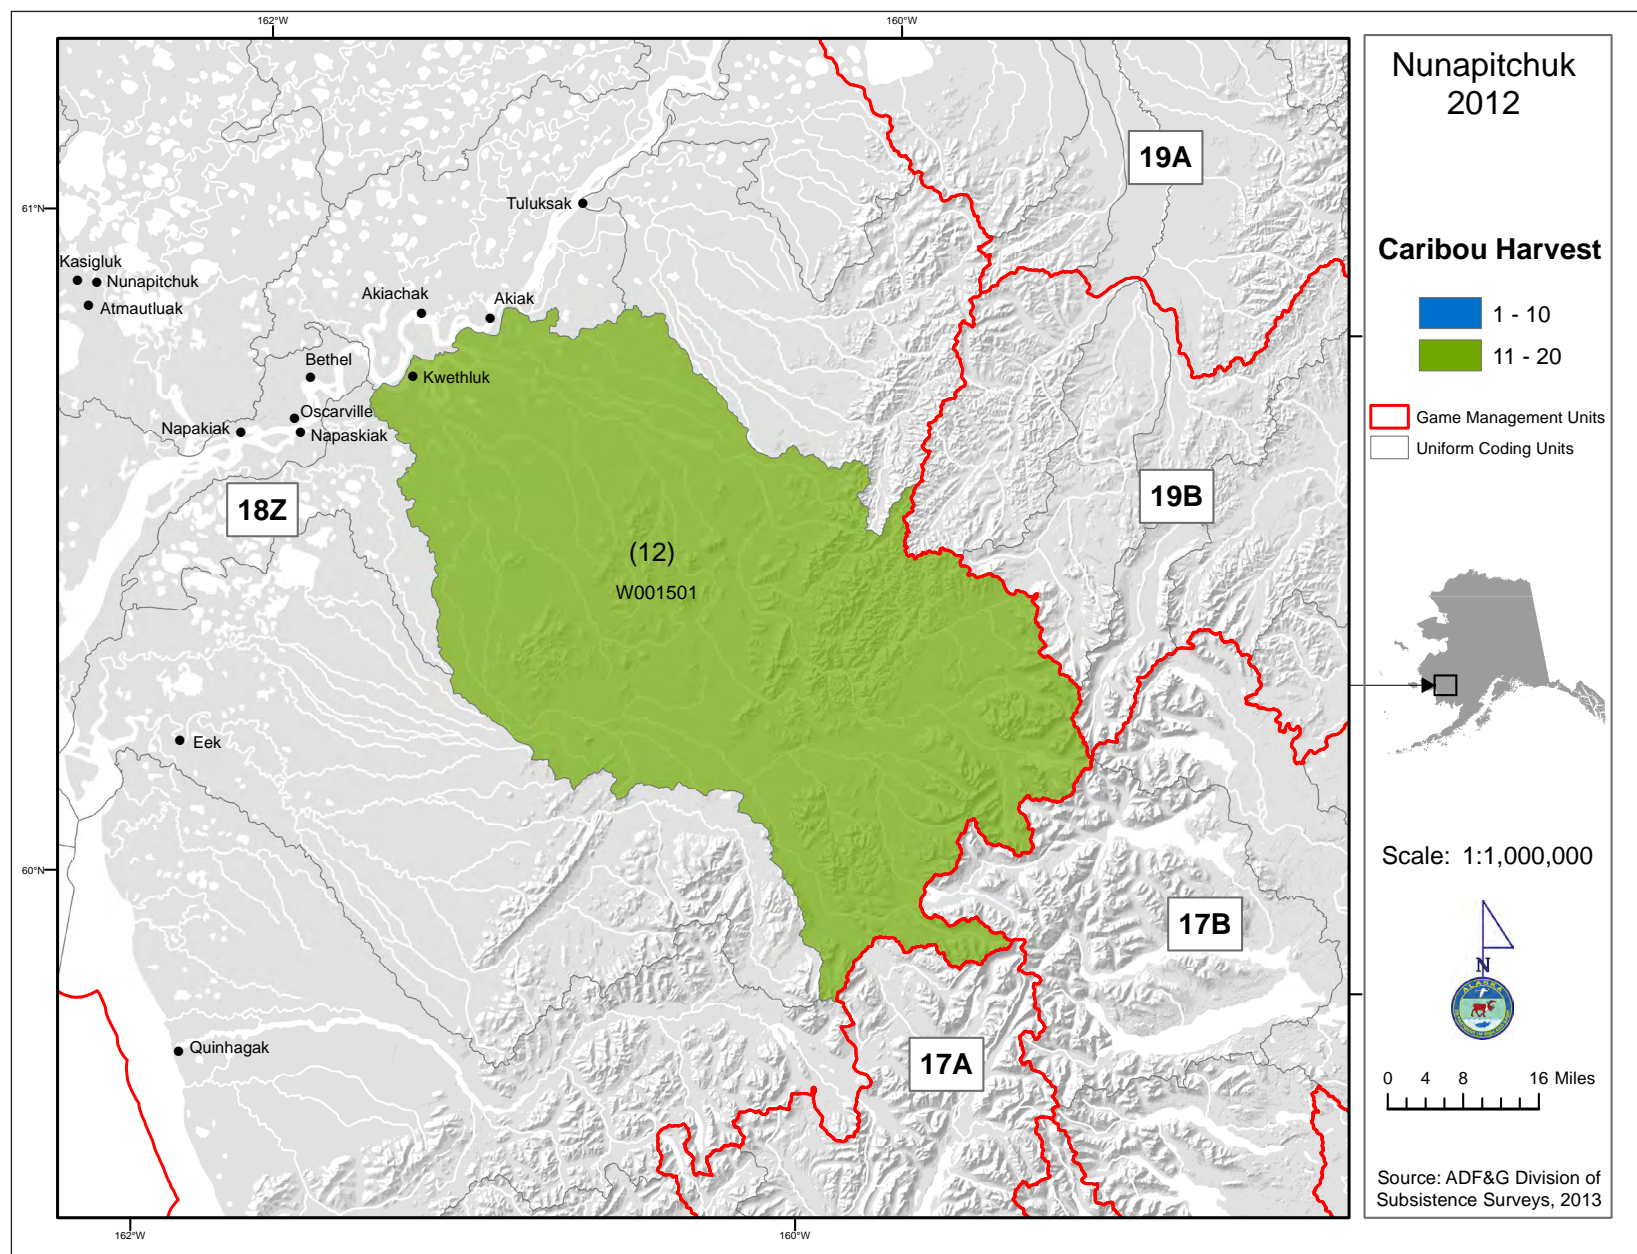 162°W
160°W
Nunapitchuk
2012
19A
61°N
Tuluksak
Caribou Harvest
Kasigluk
Nunapitchuk
Atmautluak
Akiachak
Akiak
1 - 10
11 - 20
Bethel
Kwethluk
Oscarville
Napakiak
Napaskiak
Game Management Units
Uniform Coding Units
18Z
19B
(12)
W001501
Eek
60°N
Scale: 1:1,000,000
17B
N
ALASKA
Quinhagak
17A
0 4 8 16 Miles
Source: ADF&G Division of
Subsistence Surveys, 2013
162°W
160°W